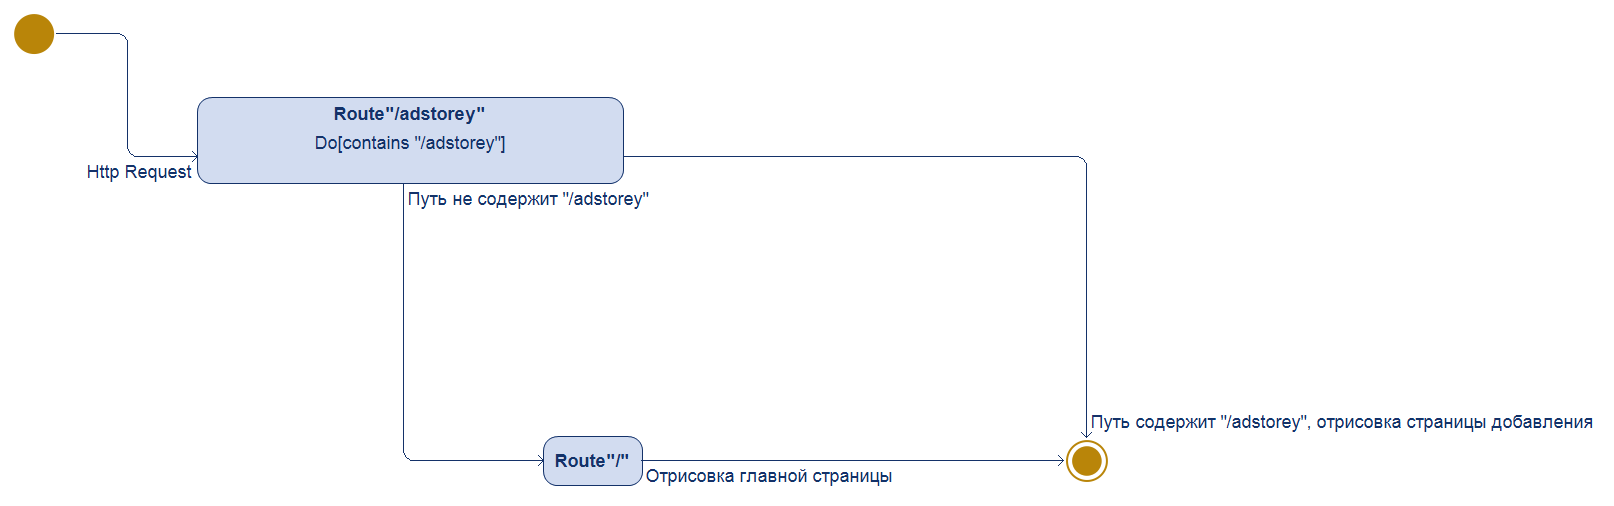 Route"/adstorey"
Do[contains "/adstorey"]
Http Request
Путь не содержит "/adstorey"
Путь содержит "/adstorey", отрисовка страницы добавления
Route"/"
Отрисовка главной страницы